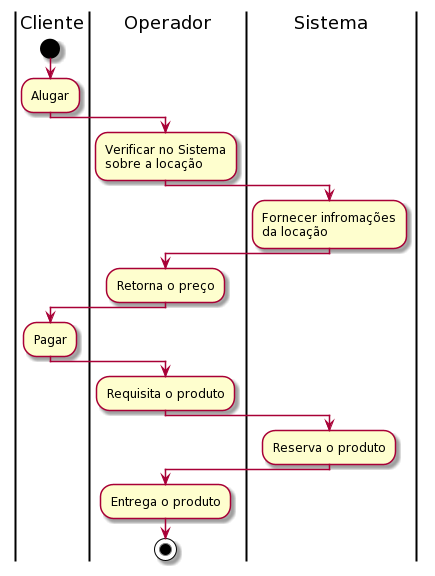 Cliente
Operador
Sistema
Alugar
Verificar no Sistema
sobre a locação
Fornecer infromações
da locação
Retorna o preço
Pagar
Requisita o produto
Reserva o produto
Entrega o produto